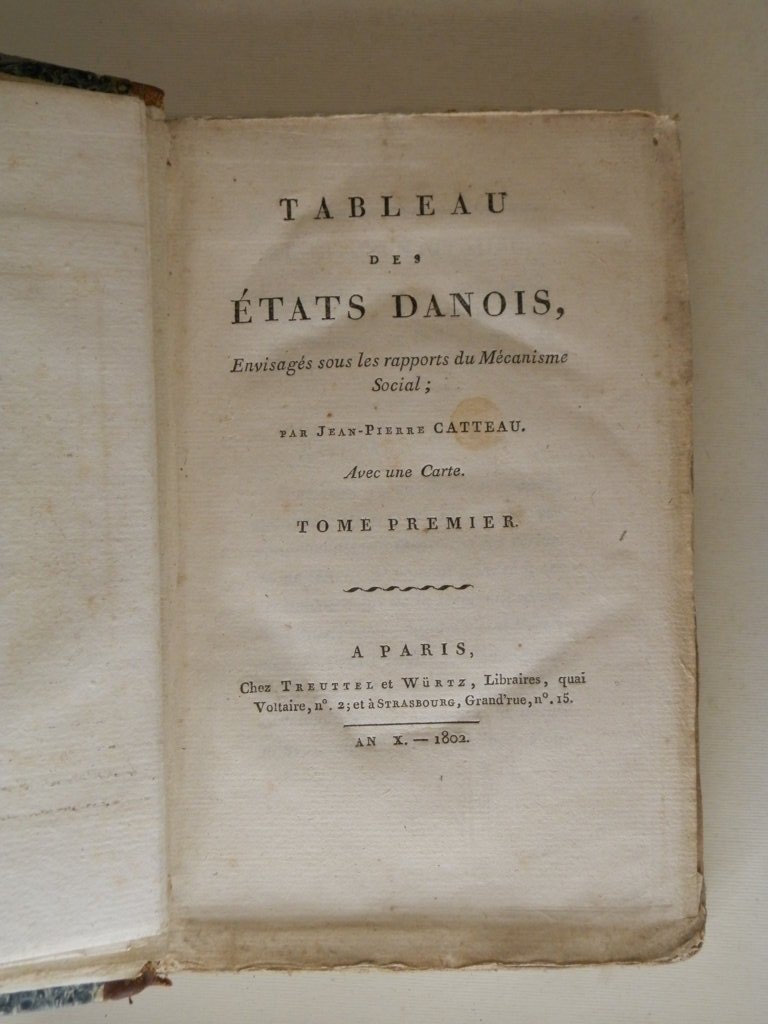 TABLEAU
DES
ÉTATS DANOIS,
Envisagés sous les rapports du Mécanisme
Social ;
PAR JEAN-PIERRE CATTEAU.
Avec une Carte.
TOME PREMIER.
A PARIS,
Chez TREUTTEL et WÜRTZ, Libraires, quai
Voltaire, n°. 2; et à STRASBOURG, Grand'rue, n°. 15.
AN X. — 1802.